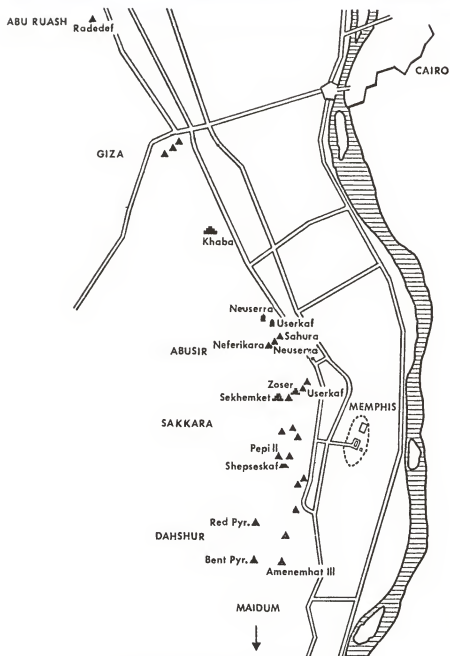 ABU RUASH
Radedef
CAIRO
GIZA
Khaba
Neuserra
Userkaf
Sahura
Neferikara
Neuserra
ABUSIR
Zoser
Userkaf
Sekhemket
MEMPHIS
SAKKARA
Pepi II
Shepseskaf
Red Pyr.
DAHSHUR
Bent Pyr.
Amenemhat III
MAIDUM